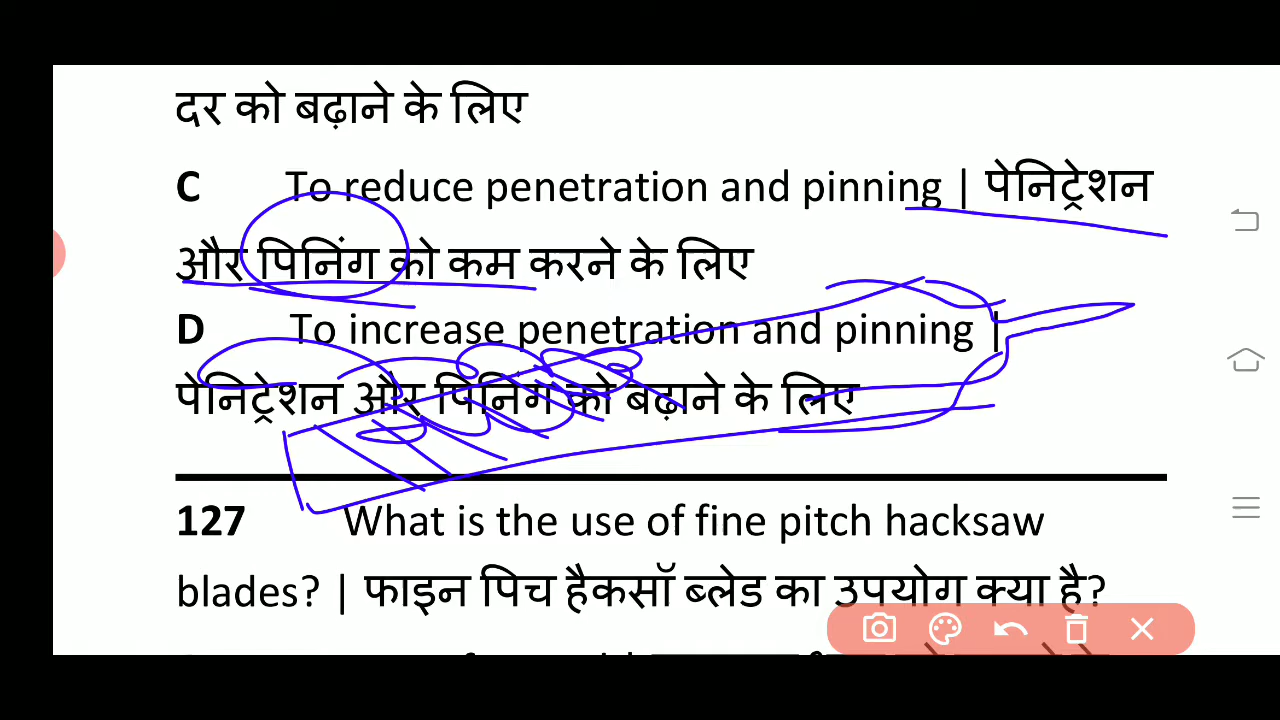 दर को बढ़ाने के लिए
C To reduce penetration and pinning | पेनिट्रेशन
और पिनिंग को कम करने के लिए
D To increase penetration and pinning |
पेनिट्रेशन और पिनिंग को बढ़ाने के लिए
127 What is the use of fine pitch hacksaw
blades? | फाइन पिच हैकसॉ ब्लेड का उपयोग क्या है?